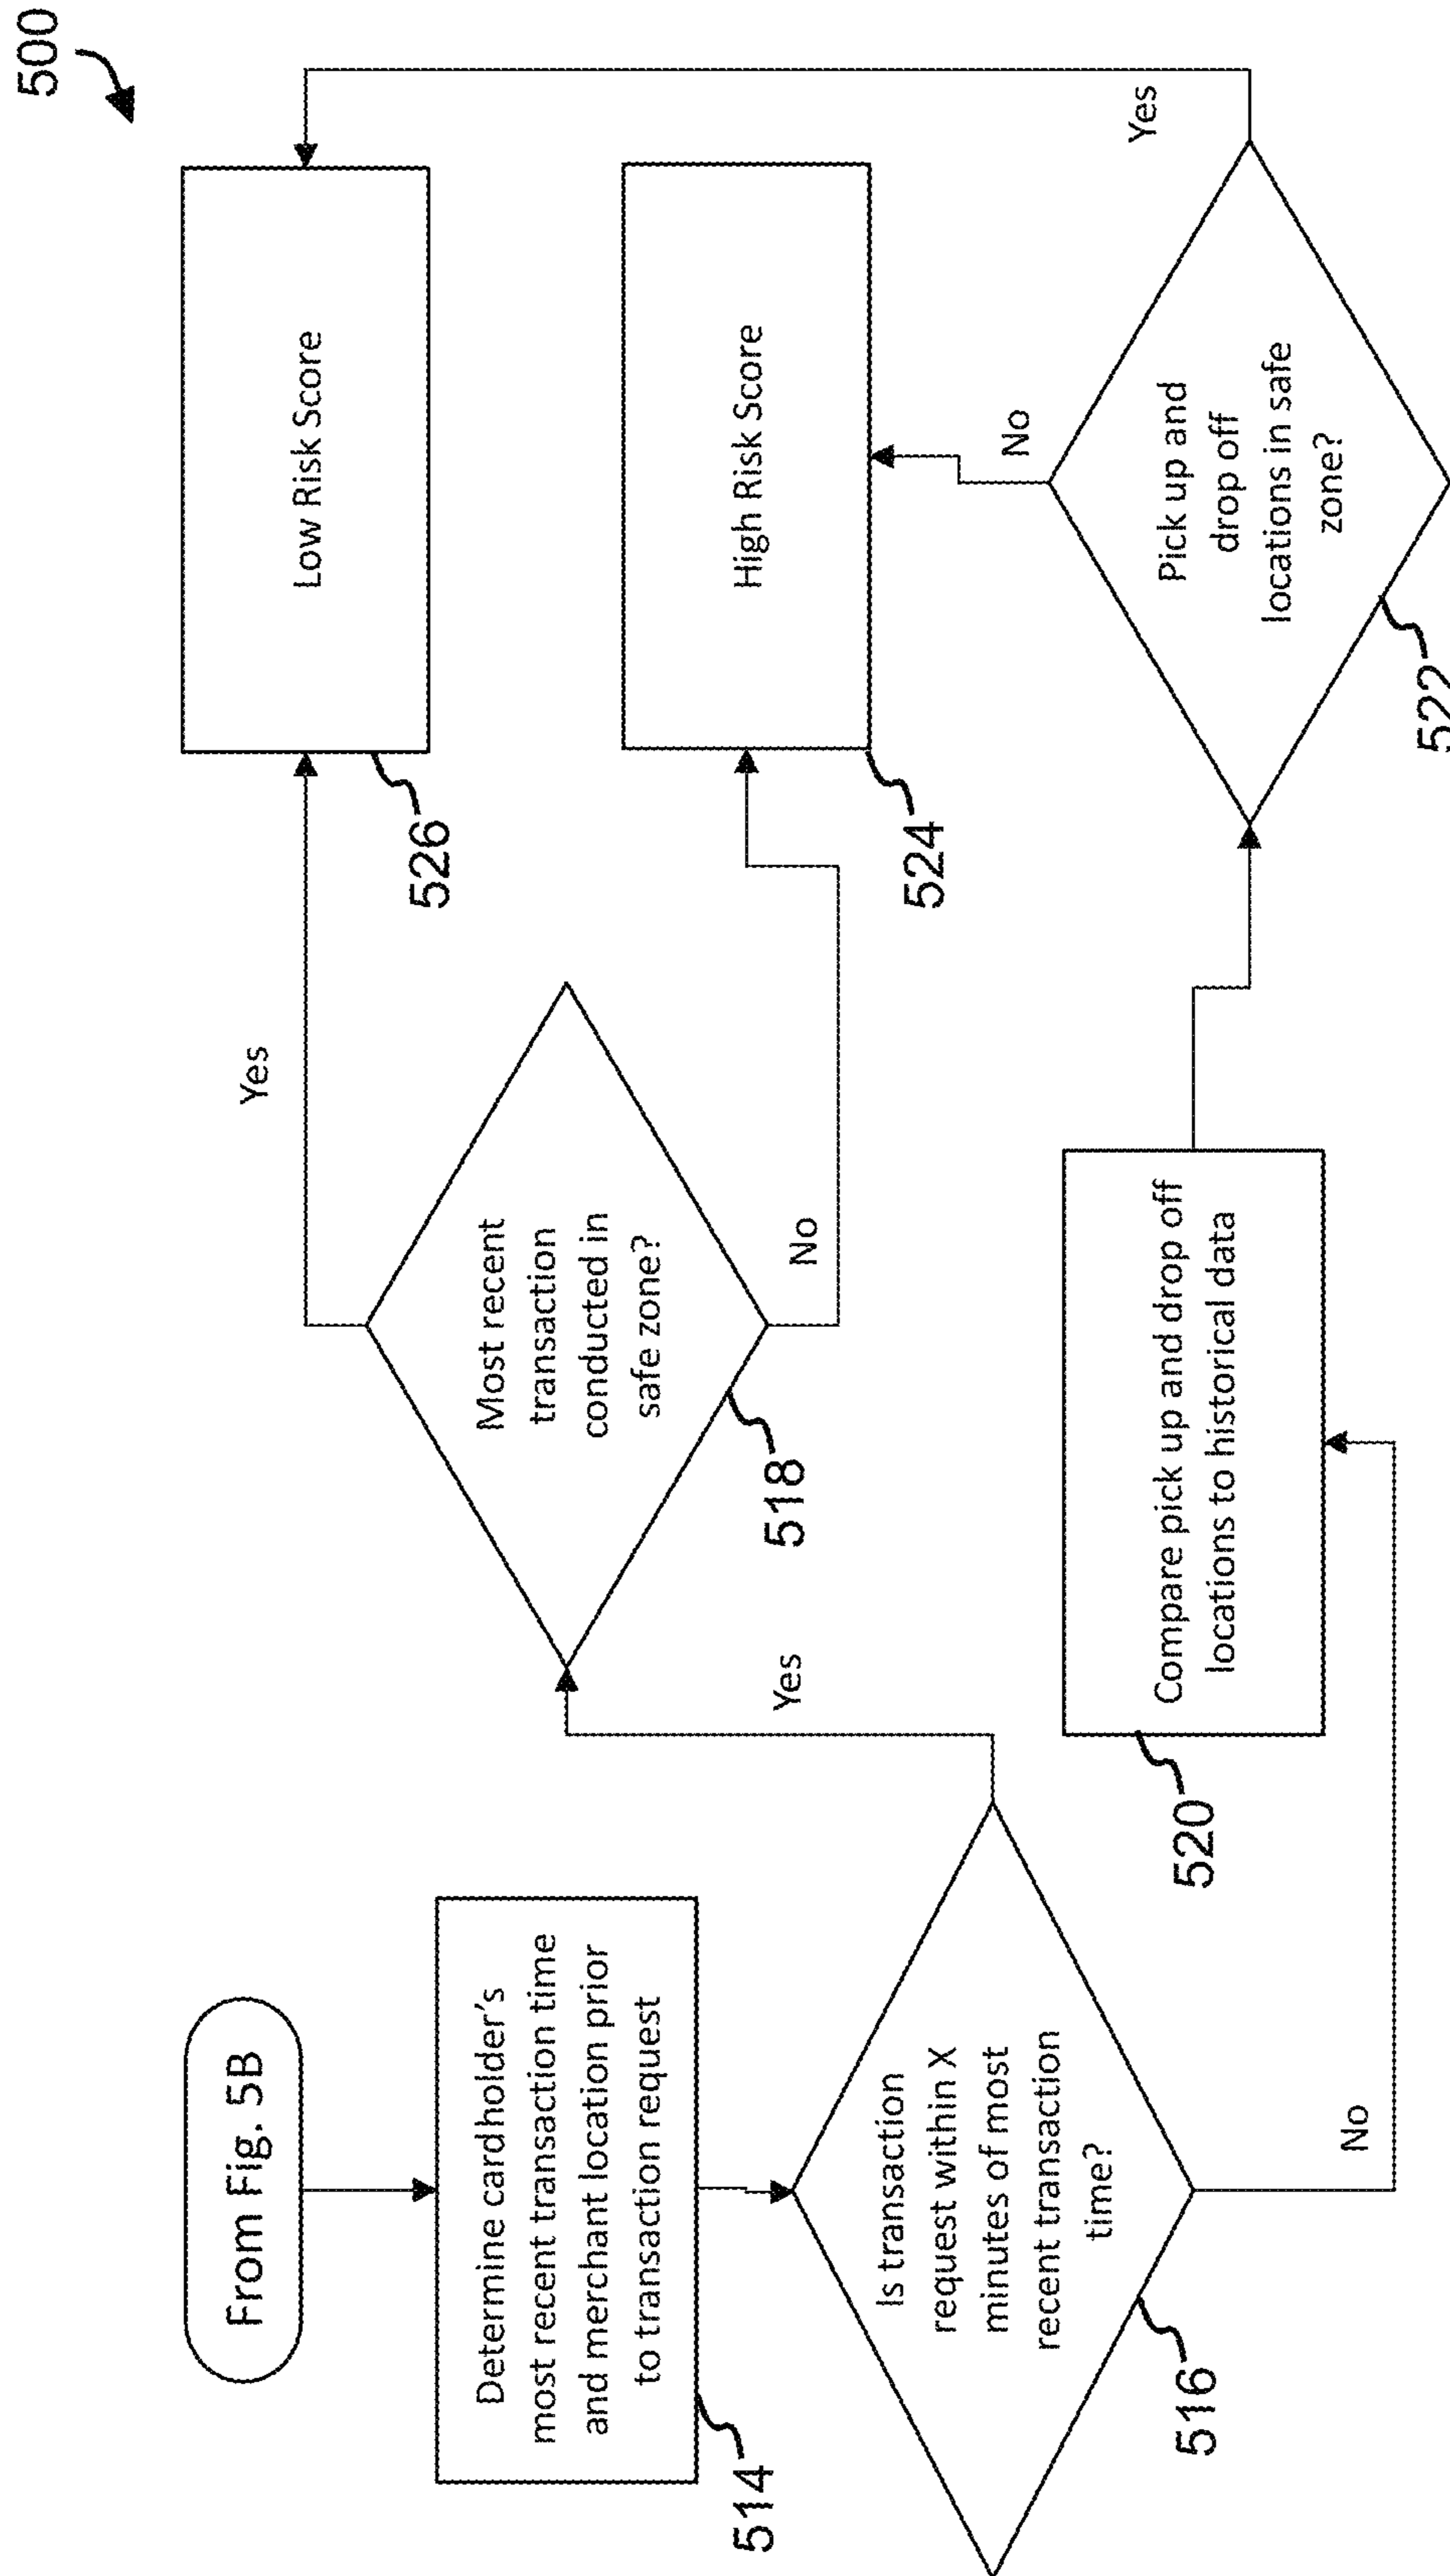 500
From Fig. 5B
Determine cardholder's
most recent transaction time
and merchant location prior
to transaction request
514
Is transaction
request within X
minutes of most
recent transaction
time?
516
Yes
No
Most recent
transaction
conducted in
safe zone?
518
Yes
No
Compare pick up and drop off
locations to historical data
520
Pick up and
drop off
locations in safe
zone?
522
No
Yes
High Risk Score
524
Low Risk Score
526